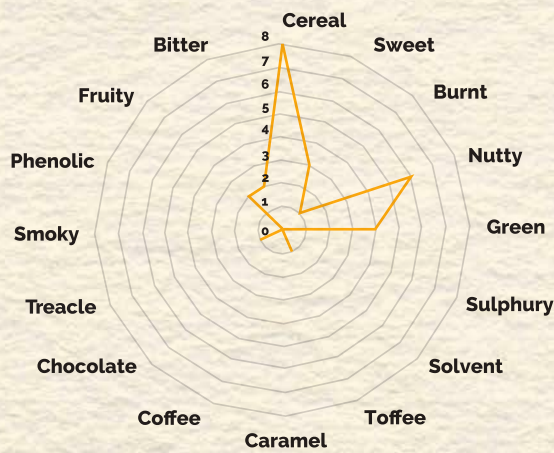 Cereal
Sweet
Burnt
Nutty
Green
Sulphury
Solvent
Toffee
Caramel
Coffee
Chocolate
Treacle
Smoky
Phenolic
Fruity
Bitter
8
7
6
5
4
3
2
1
0